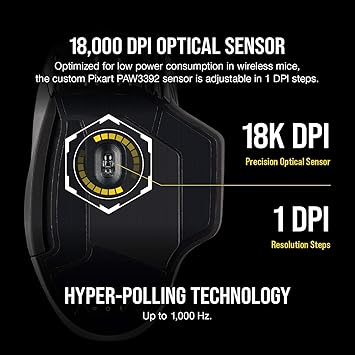 18,000 DPI OPTICAL SENSOR
Optimized for low power consumption in wireless mice,
the custom Pixart PAW3392 sensor is adjustable in 1 DPI steps.
18K DPI
Precision Optical Sensor
1 DPI
Resolution Steps
HYPER-POLLING TECHNOLOGY
Up to 1,000 Hz.